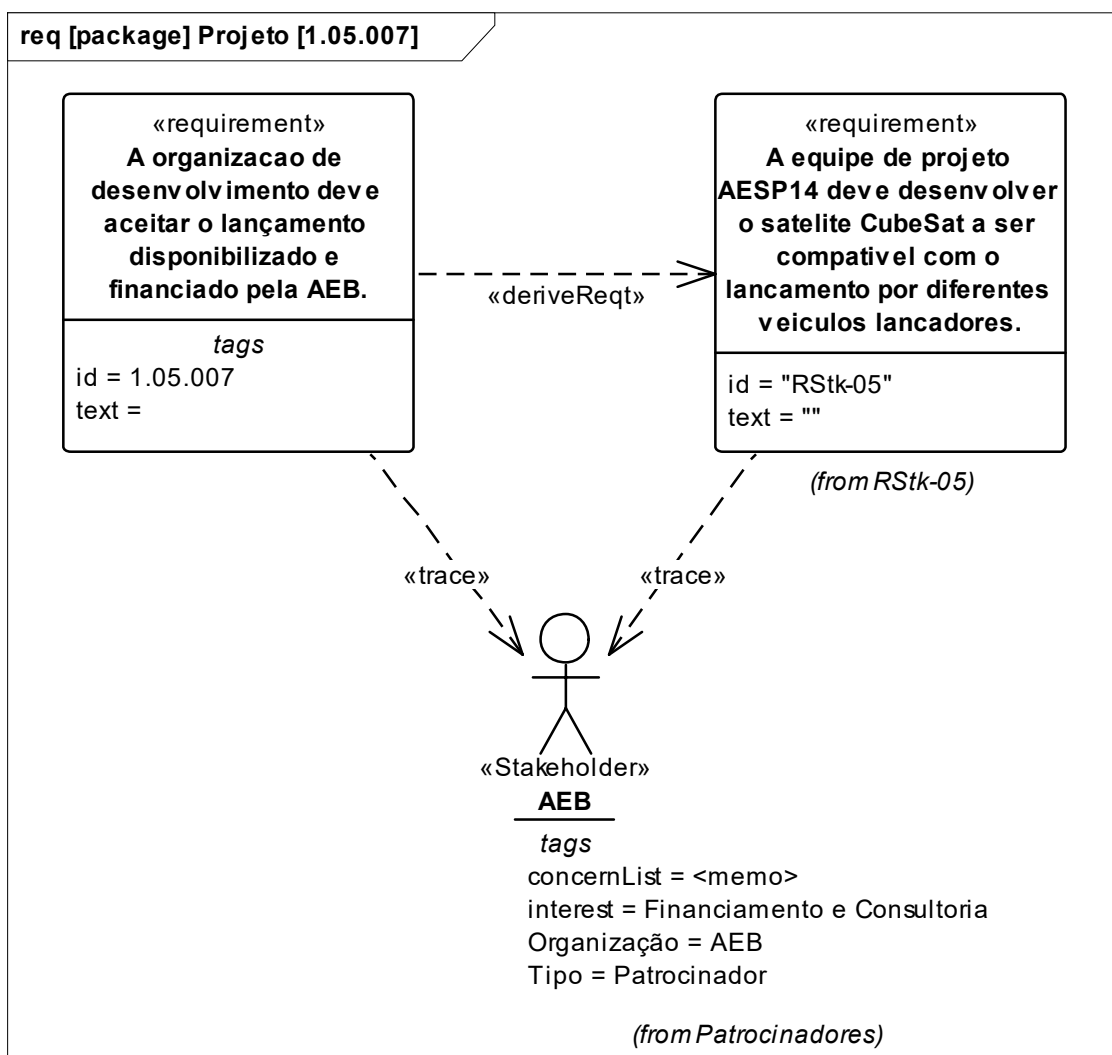 req [package] Projeto [1.05.007]
«requirement»
A organizacao de
desenvolvimento deve
aceitar o lançamento
disponibilizado e
financiado pela AEB.
tags
id = 1.05.007
text =
«requirement»
A equipe de projeto
AESP14 deve desenvolver
o satelite CubeSat a ser
compativel com o
lancamento por diferentes
veiculos lancadores.
id = "RStk-05"
text = ""
(from RStk-05)
«deriveReqt»
«trace»
«trace»
«Stakeholder»
AEB
tags
concernList = <memo>
interest = Financiamento e Consultoria
Organização = AEB
Tipo = Patrocinador
(from Patrocinadores)